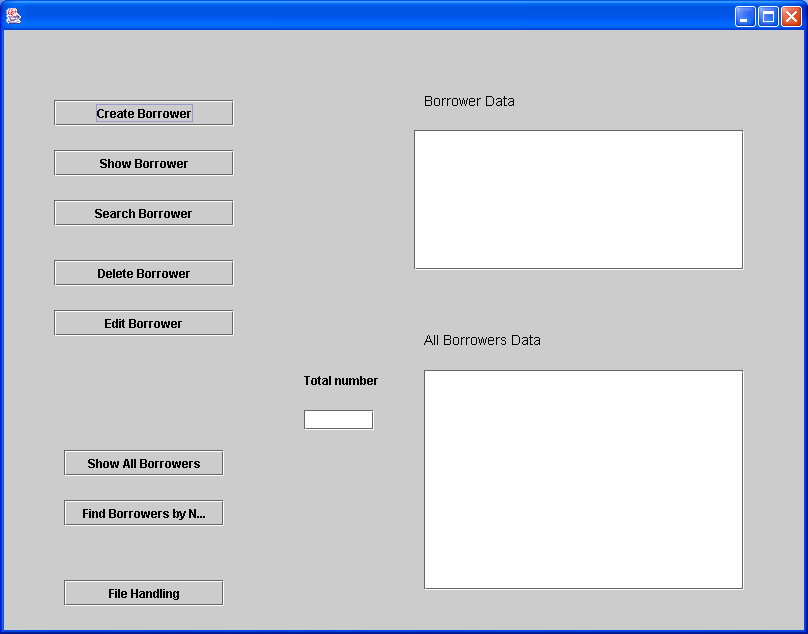 Create Borrower
Show Borrower
Search Borrower
Delete Borrower
Edit Borrower
Borrower Data
All Borrowers Data
Total number
Show All Borrowers
Find Borrowers by N...
File Handling